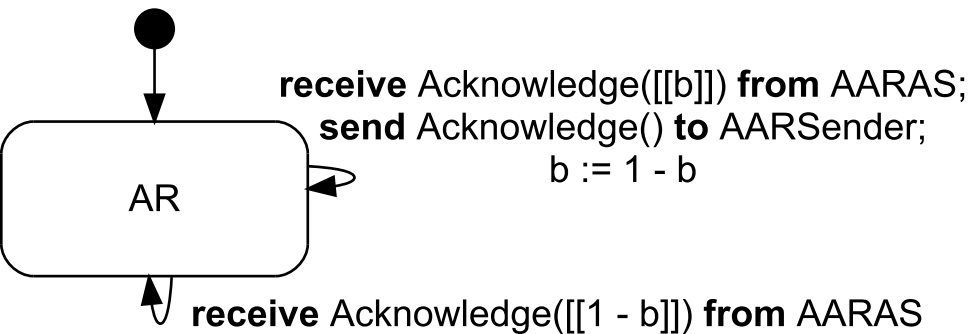 receive Acknowledge([[b]]) from AARAS;
send Acknowledge() to AARSender;
b := 1 - b
AR
receive Acknowledge([[1 - b]]) from AARAS